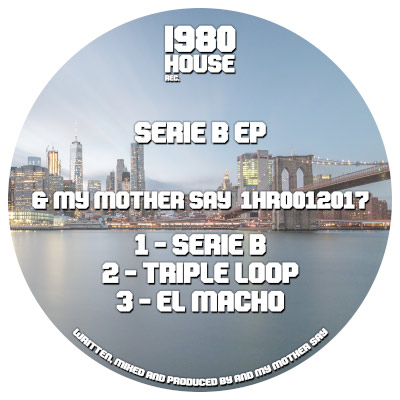 1980
HOUSE
REC.
SERIE B EP
& MY MOTHER SAY 1HR0012017
1 - SERIE B
2 - TRIPLE LOOP
3 - EL MACHO
WRITTEN, MIXED AND PRODUCED BY AND MY MOTHER SAY